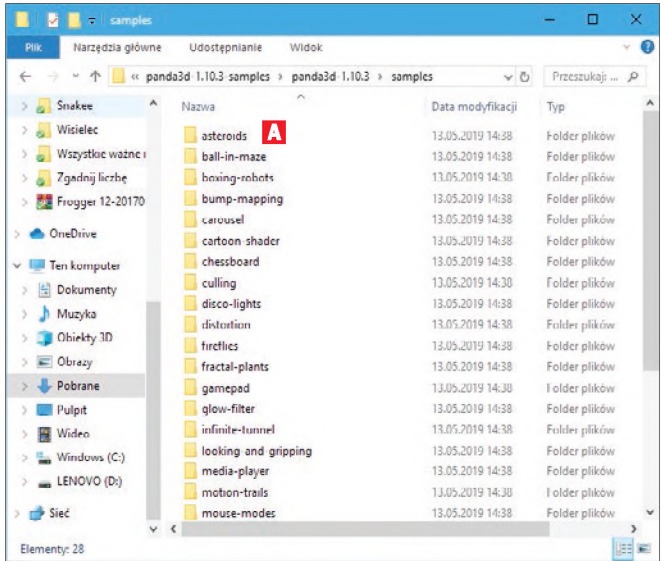 samples
Plik Narzędzia główne Udostępnianie Widok
« panda3d-1.10.3-samples › panda3d-1.10.3 › samples Przeszukaj: ...
Nazwa Data modyfikacji Typ
Snakee
Wisielec
Wszystkie ważne i
Zgadnij liczbę
Frogger 12-20170
OneDrive
Ten komputer
Dokumenty
Muzyka
Obiekty 3D
Obrazy
Pobrane
Pulpit
Wideo
Windows (C:)
LENOVO (D:)
Sieć
asteroids A 13.05.2019 14:38 Folder plików
ball-in-maze 13.05.2019 14:38 Folder plików
boxing-robots 13.05.2019 14:38 Folder plików
bump-mapping 13.05.2019 14:38 Folder plików
carousel 13.05.2019 14:38 Folder plików
cartoon-shader 13.05.2019 14:38 Folder plików
chessboard 13.05.2019 14:38 Folder plików
culling 13.05.2019 14:38 Folder plików
disco-lights 13.05.2019 14:38 Folder plików
distortion 13.05.2019 14:38 Folder plików
fireflies 13.05.2019 14:38 Folder plików
fractal-plants 13.05.2019 14:38 Folder plików
gamepad 13.05.2019 14:38 Folder plików
glow-filter 13.05.2019 14:38 Folder plików
infinite-tunnel 13.05.2019 14:38 Folder plików
looking-and-gripping 13.05.2019 14:38 Folder plików
media-player 13.05.2019 14:38 Folder plików
motion-trails 13.05.2019 14:38 Folder plików
mouse-modes 13.05.2019 14:38 Folder plików
Elementy: 28